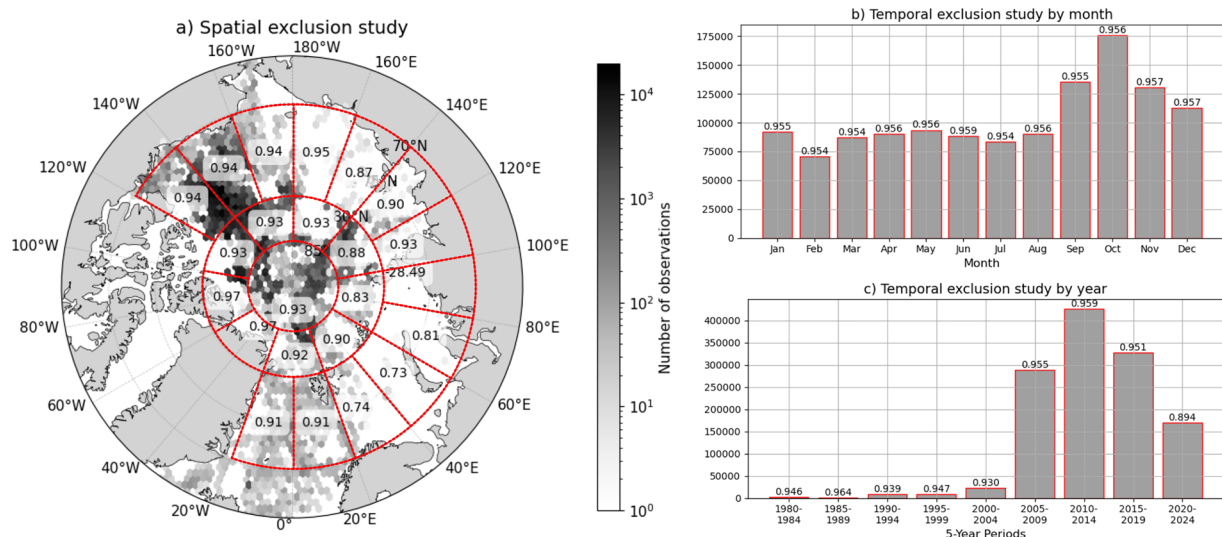 a) Spatial exclusion study
180°W
160°W
160°E
140°W
140°E
120°W
120°E
100°W
100°E
80°W
80°E
60°W
60°E
40°W
40°E
20°W
0°
20°E
70°N
N
30°N
85
0.94
0.95
0.94
0.87
0.94
0.90
0.93
0.93
0.93
0.93
0.88
-28.49
0.97
0.83
0.93
0.97
0.90
0.81
0.92
0.73
0.74
0.91
0.91
Number of observations
10⁴
10³
10²
10¹
10⁰
b) Temporal exclusion study by month
175000
150000
125000
100000
75000
50000
25000
0
0.955
0.954
0.954
0.956
0.956
0.959
0.954
0.956
0.955
0.956
0.957
0.957
Jan Feb Mar Apr May Jun Jul Aug Sep Oct Nov Dec
Month
c) Temporal exclusion study by year
400000
350000
300000
250000
200000
150000
100000
50000
0
0.946
0.964
0.939
0.947
0.930
0.955
0.959
0.951
0.894
1980- 1985- 1990- 1995- 2000- 2005- 2010- 2015- 2020-
1984 1989 1994 1999 2004 2009 2014 2019 2024
5-Year Periods